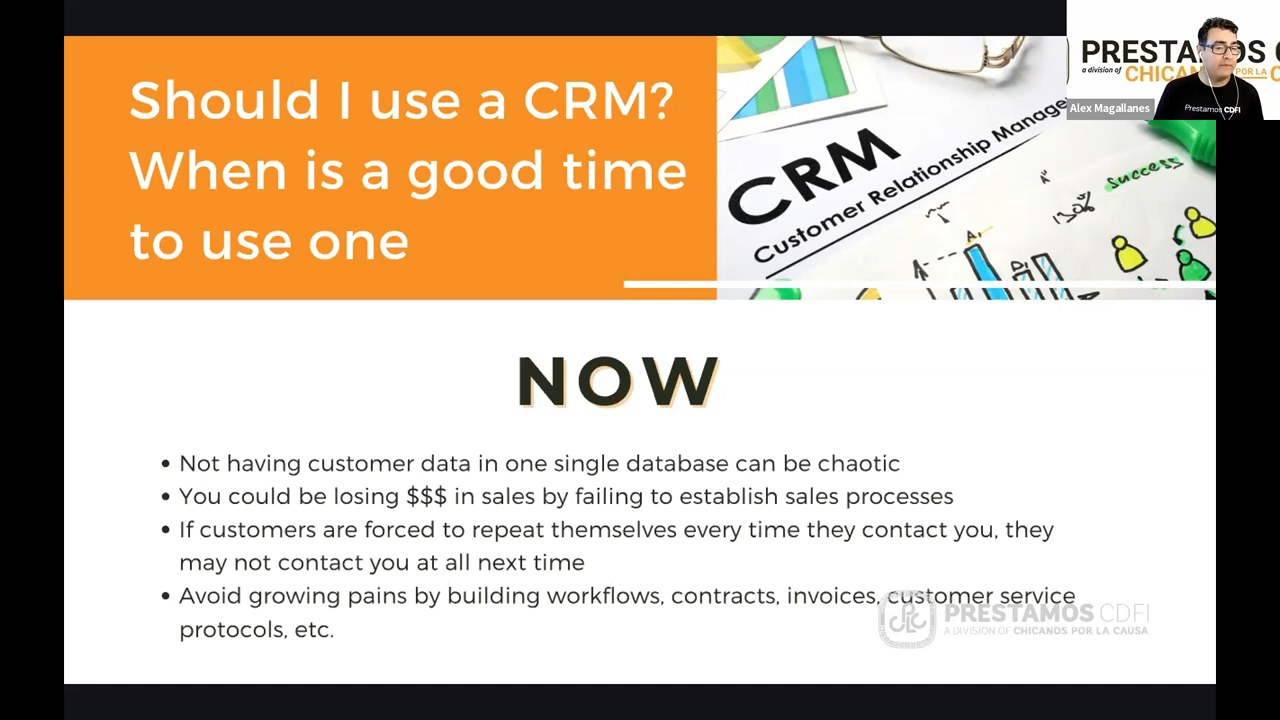 Should I use a CRM?
When is a good time
to use one
CRM
Customer Relationship Manage
130%
success
A
PRESTAMOS C
a division of CHICAN POR LA C
Alex Magallanes
Prestamos CDFI
NOW
• Not having customer data in one single database can be chaotic
• You could be losing $$$ in sales by failing to establish sales processes
• If customers are forced to repeat themselves every time they contact you, they
may not contact you at all next time
• Avoid growing pains by building workflows, contracts, invoices, customer service
protocols, etc.
PRESTAMOS CDFI
A DIVISION OF CHICANOS POR LA CAUSA